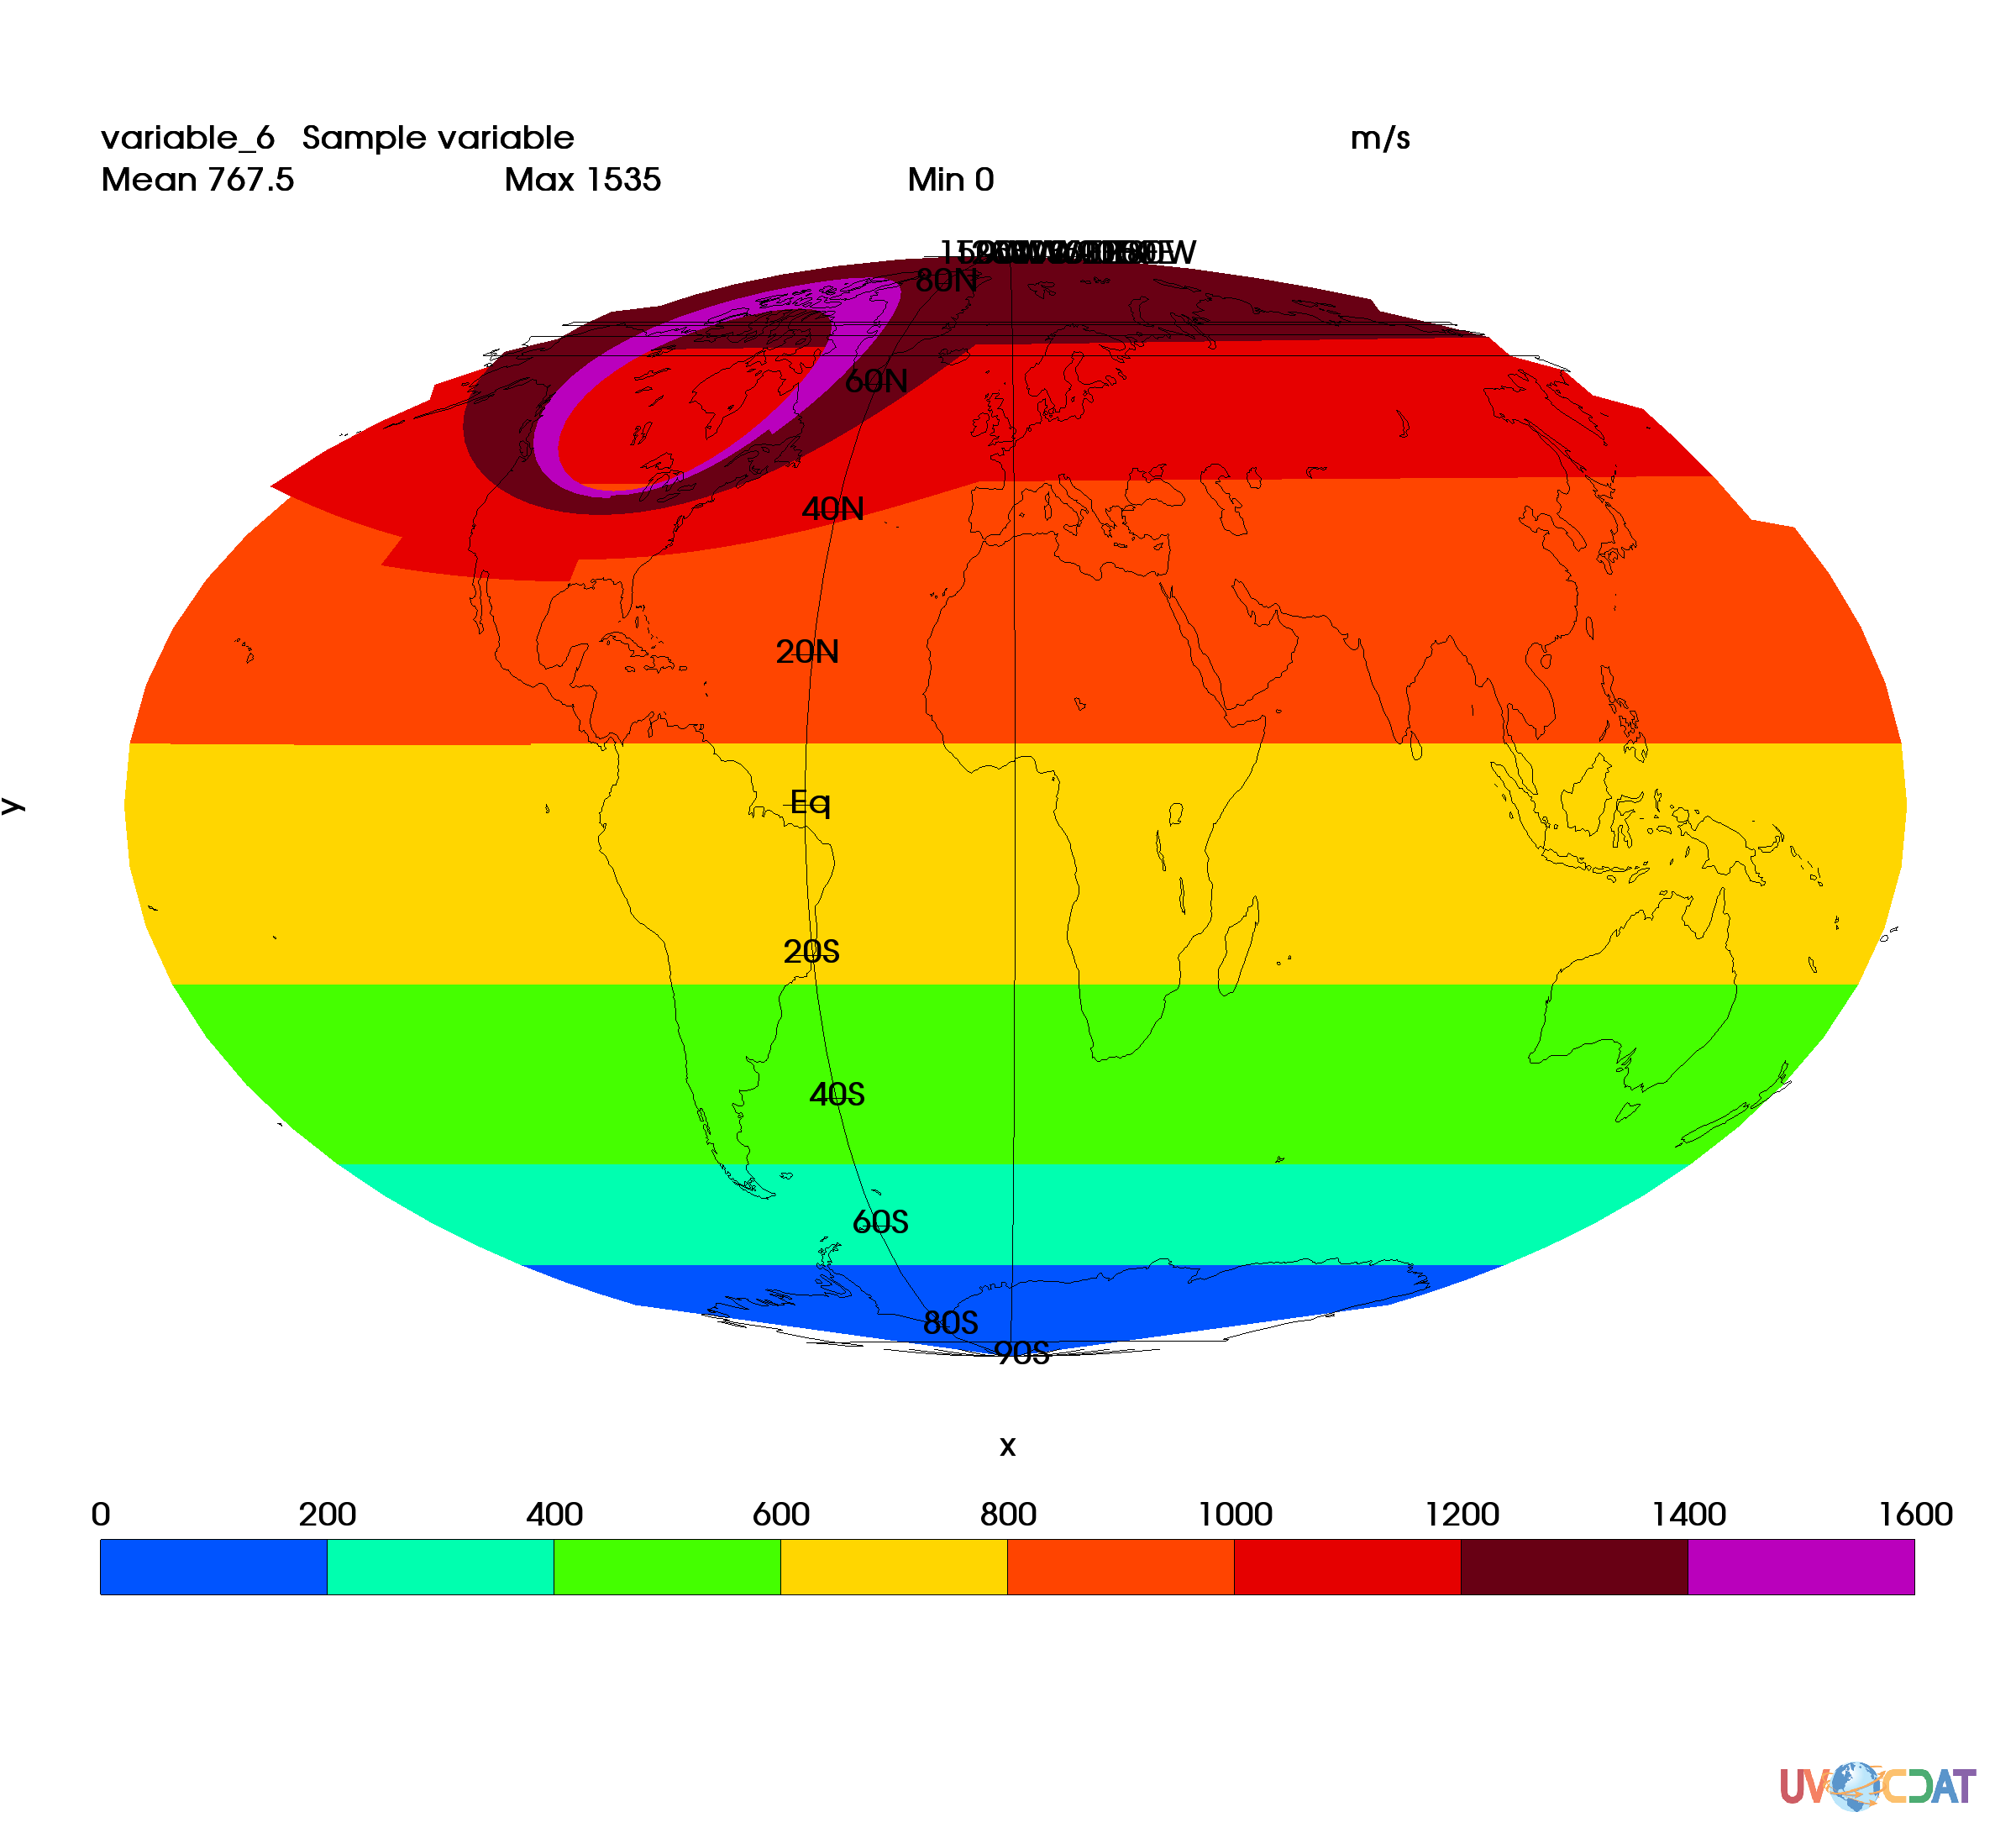 variable_6 Sample variable m/s
Mean 767.5 Max 1535 Min 0
80N
60N
40N
20N
Eq
y
20S
40S
60S
80S
90S
x
0 200 400 600 800 1000 1200 1400 1600
UV CDAT